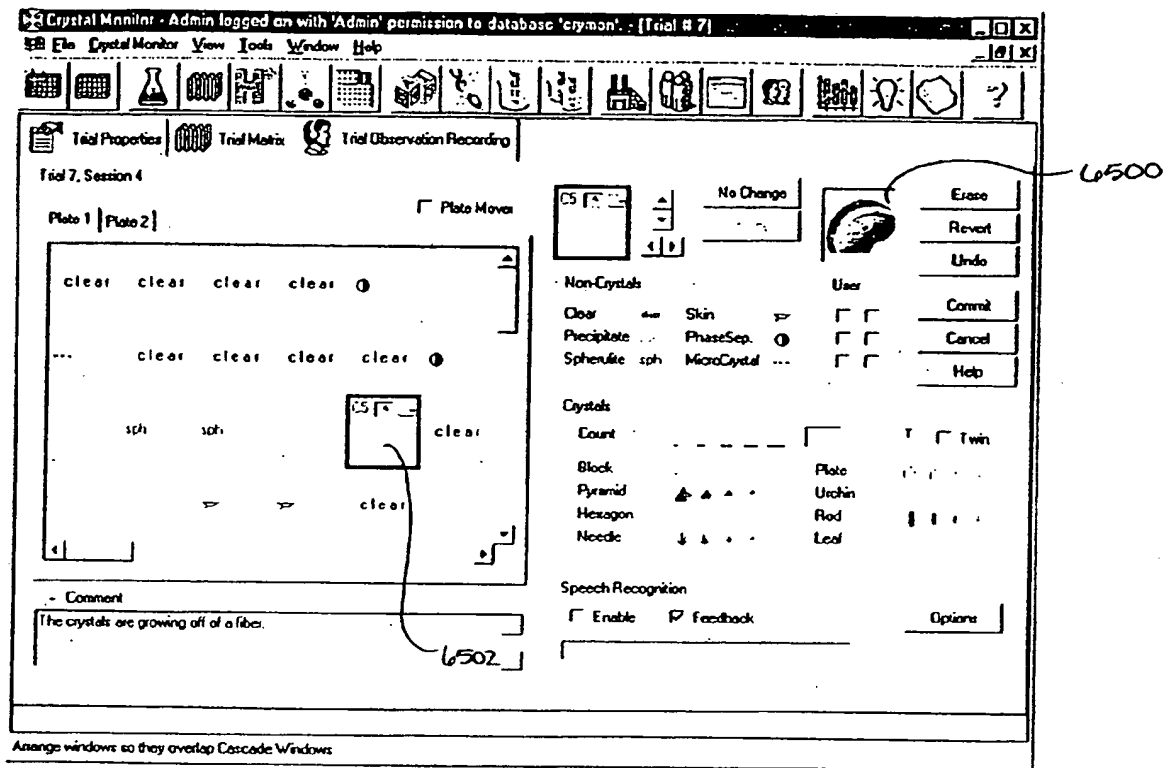 Crystal Monitor - Admin logged on with 'Admin' permission to database 'crymon'. - [Trial # 7]
File Crystal Monitor View Tools Window Help
Trial Properties Trial Matrix Trial Observation Recording
Trial 7, Session 4
Plate 1 Plate 2
Plate Mover
clear clear clear clear
--- clear clear clear clear
sph sph C5 clear
clear
- Comment
The crystals are growing off of a fiber.
6502
C5
No Change
6500
Erase
Revert
Undo
Commit
Cancel
Help
Non-Crystals User
Clear Skin
Precipitate PhaseSep.
Spherulite sph MicroCrystal ---
Crystals
Count Twin
Block Plate
Pyramid Urchin
Hexagon Rod
Needle Leaf
Speech Recognition
Enable Feedback Options
Arrange windows so they overlap Cascade Windows